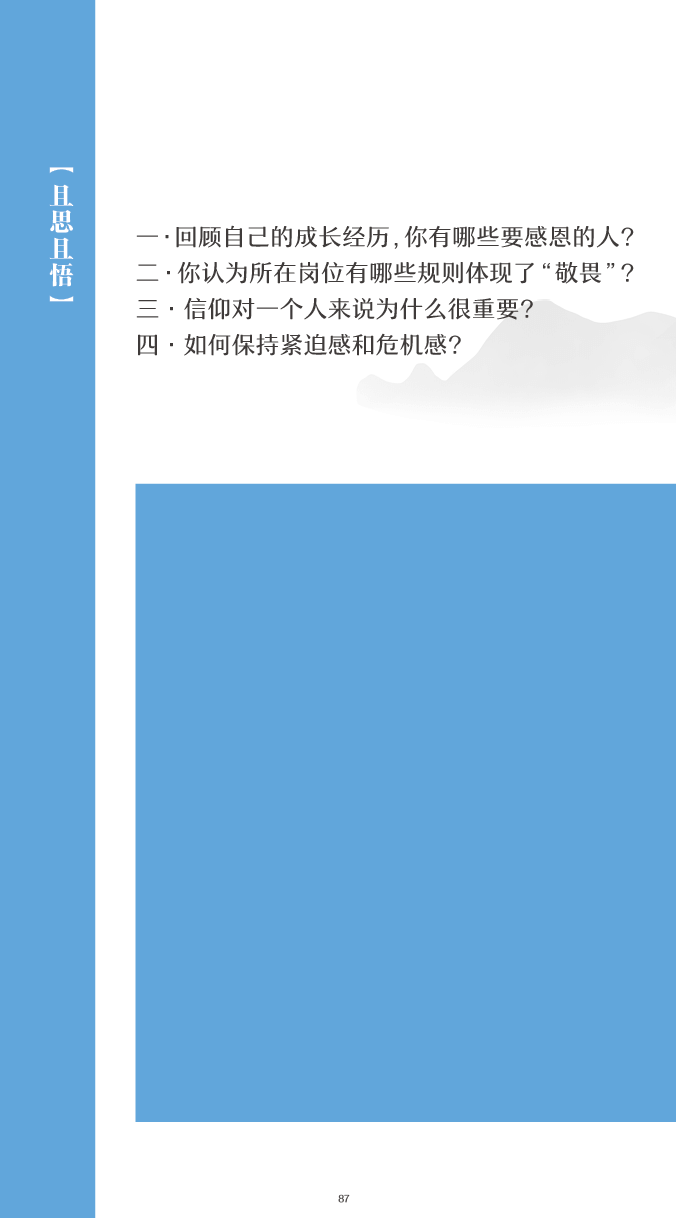 【且思且悟】
一·回顾自己的成长经历,你有哪些要感恩的人?
二·你认为所在岗位有哪些规则体现了“敬畏”?
三·信仰对一个人来说为什么很重要?
四·如何保持紧迫感和危机感?
87